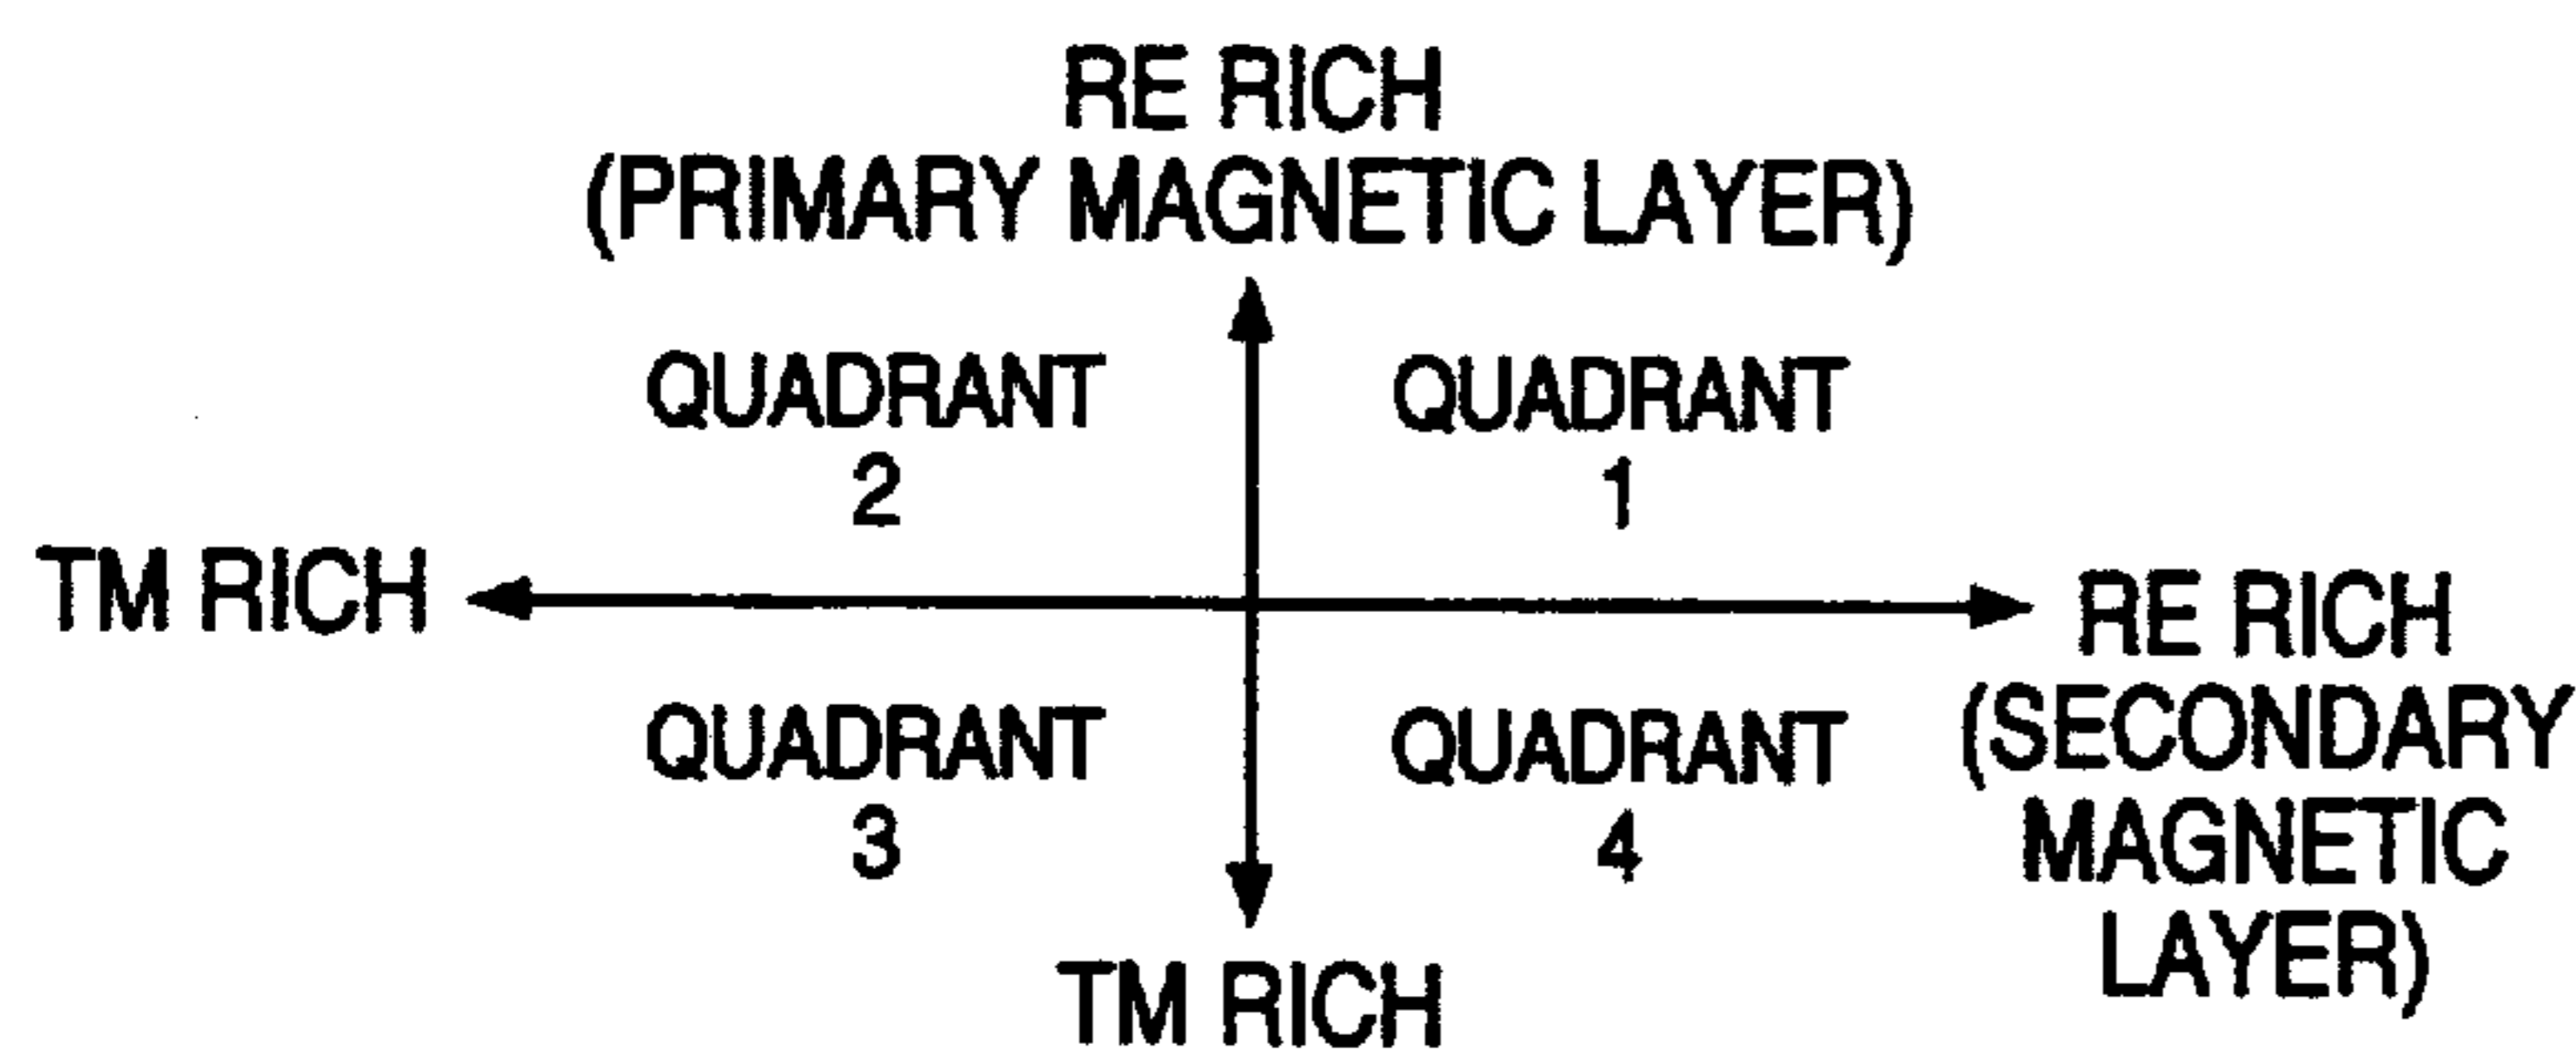 RE RICH
(PRIMARY MAGNETIC LAYER)
QUADRANT
2
QUADRANT
1
TM RICH
RE RICH
(SECONDARY
MAGNETIC
LAYER)
QUADRANT
3
QUADRANT
4
TM RICH